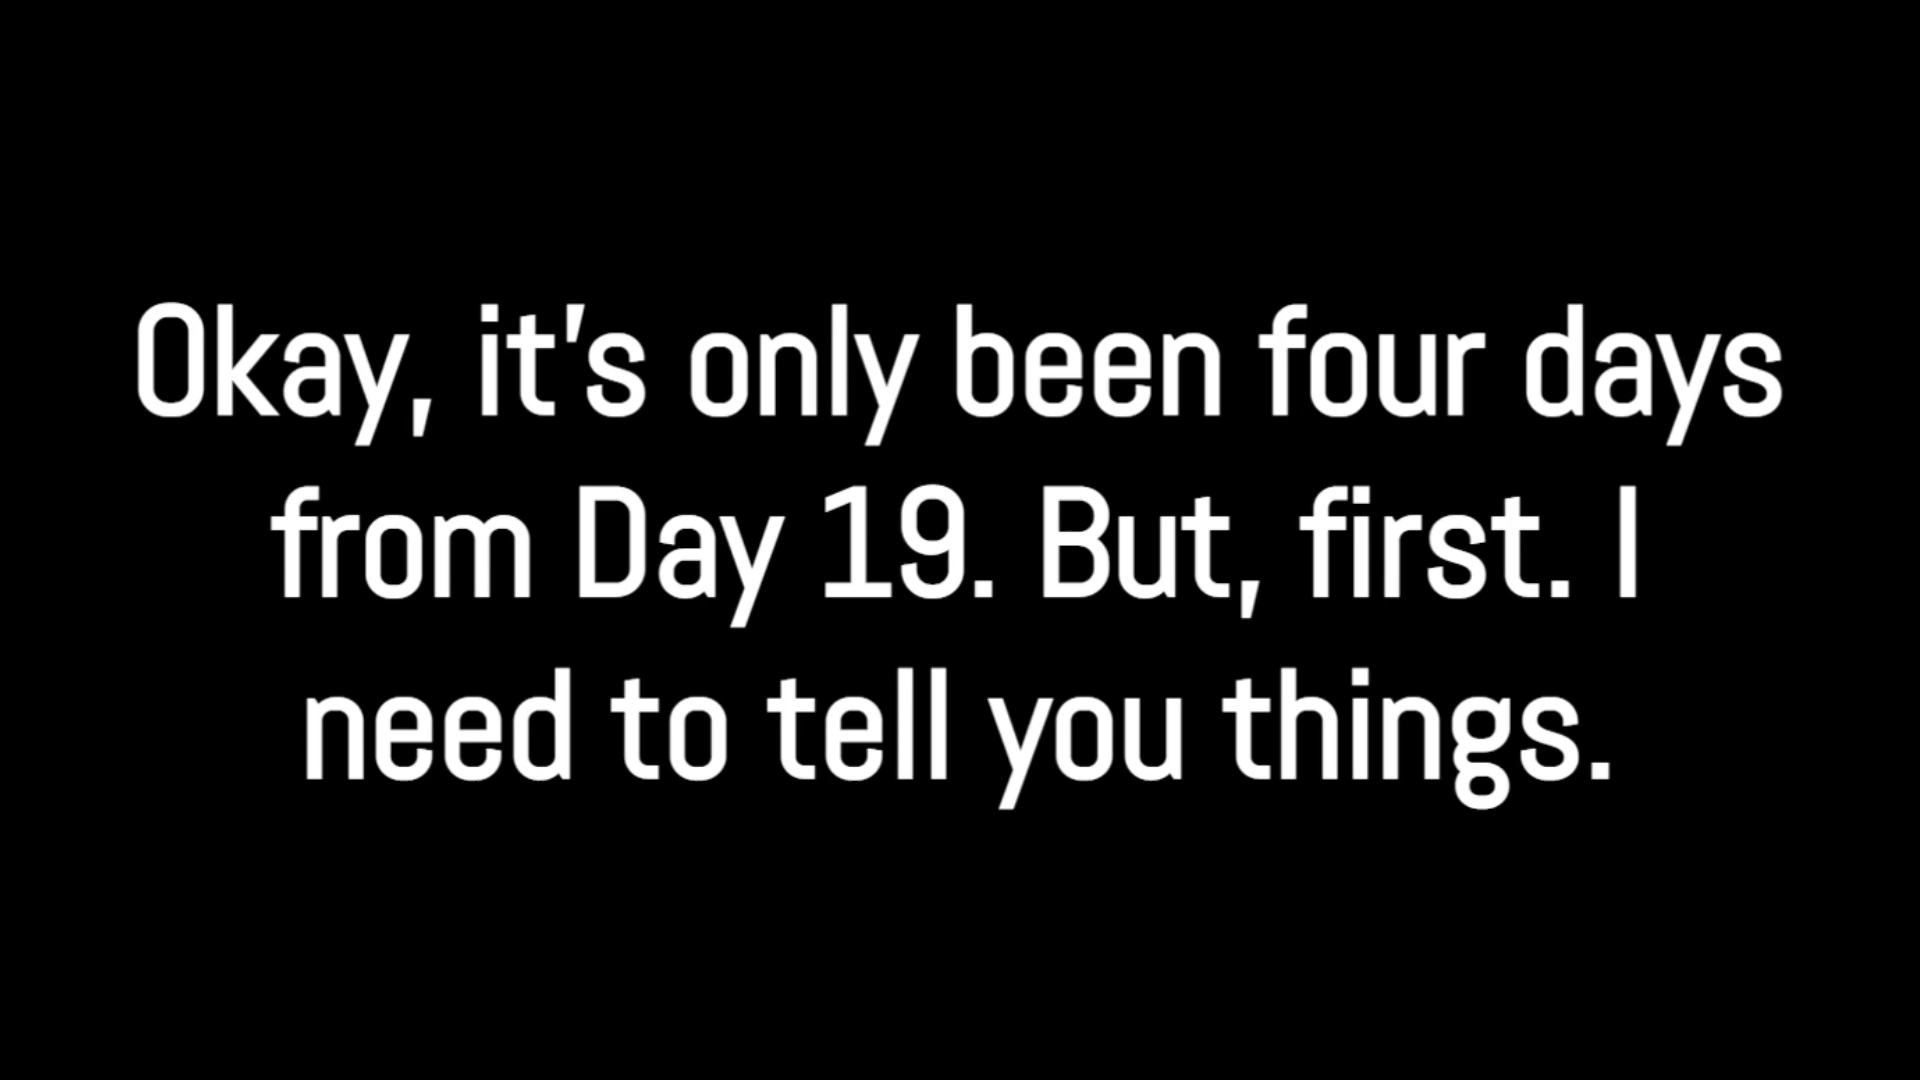 Okay, it's only been four days
from Day 19. But, first. I
need to tell you things.